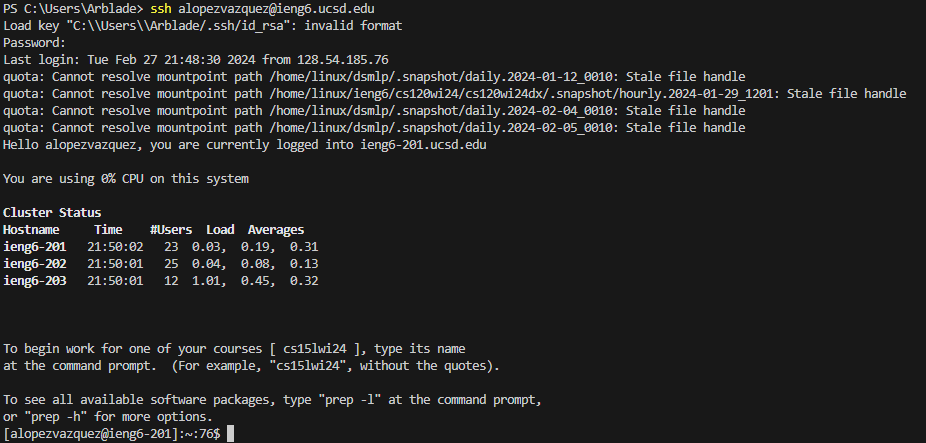 PS C:\Users\Arblade> ssh alopezvazquez@ieng6.ucsd.edu
Load key "C:\\Users\\Arblade/.ssh/id_rsa": invalid format
Password:
Last login: Tue Feb 27 21:48:30 2024 from 128.54.185.76
quota: Cannot resolve mountpoint path /home/linux/dsmlp/.snapshot/daily.2024-01-12_0010: Stale file handle
quota: Cannot resolve mountpoint path /home/linux/ieng6/cs120wi24/cs120wi24dx/.snapshot/hourly.2024-01-29_1201: Stale file handle
quota: Cannot resolve mountpoint path /home/linux/dsmlp/.snapshot/daily.2024-02-04_0010: Stale file handle
quota: Cannot resolve mountpoint path /home/linux/dsmlp/.snapshot/daily.2024-02-05_0010: Stale file handle
Hello alopezvazquez, you are currently logged into ieng6-201.ucsd.edu

You are using 0% CPU on this system

Cluster Status
Hostname     Time    #Users  Load  Averages
ieng6-201   21:50:02   23  0.03,  0.19,  0.31
ieng6-202   21:50:01   25  0.04,  0.08,  0.13
ieng6-203   21:50:01   12  1.01,  0.45,  0.32

To begin work for one of your courses [ cs15lwi24 ], type its name
at the command prompt.  (For example, "cs15lwi24", without the quotes).

To see all available software packages, type "prep -l" at the command prompt,
or "prep -h" for more options.
[alopezvazquez@ieng6-201]:~:76$